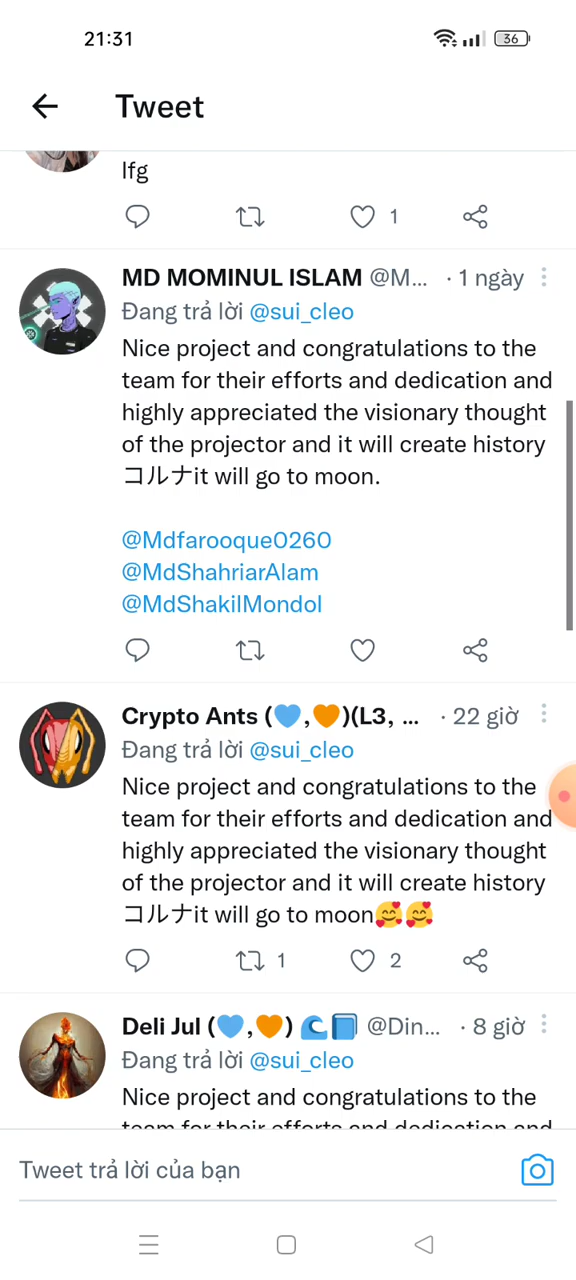 21:31
36
Tweet
lfg
1
MD MOMINUL ISLAM @M... · 1 ngày
Đang trả lời @sui_cleo
Nice project and congratulations to the
team for their efforts and dedication and
highly appreciated the visionary thought
of the projector and it will create history
コルナit will go to moon.
@Mdfarooque0260
@MdShahriarAlam
@MdShakilMondol
Crypto Ants (💙,🧡)(L3, ... · 22 giờ
Đang trả lời @sui_cleo
Nice project and congratulations to the
team for their efforts and dedication and
highly appreciated the visionary thought
of the projector and it will create history
コルナit will go to moon🥰🥰
1 2
Deli Jul (💙,🧡) 🌊📘 @Din... · 8 giờ
Đang trả lời @sui_cleo
Nice project and congratulations to the
team for their efforts and dedication and
Tweet trả lời của bạn